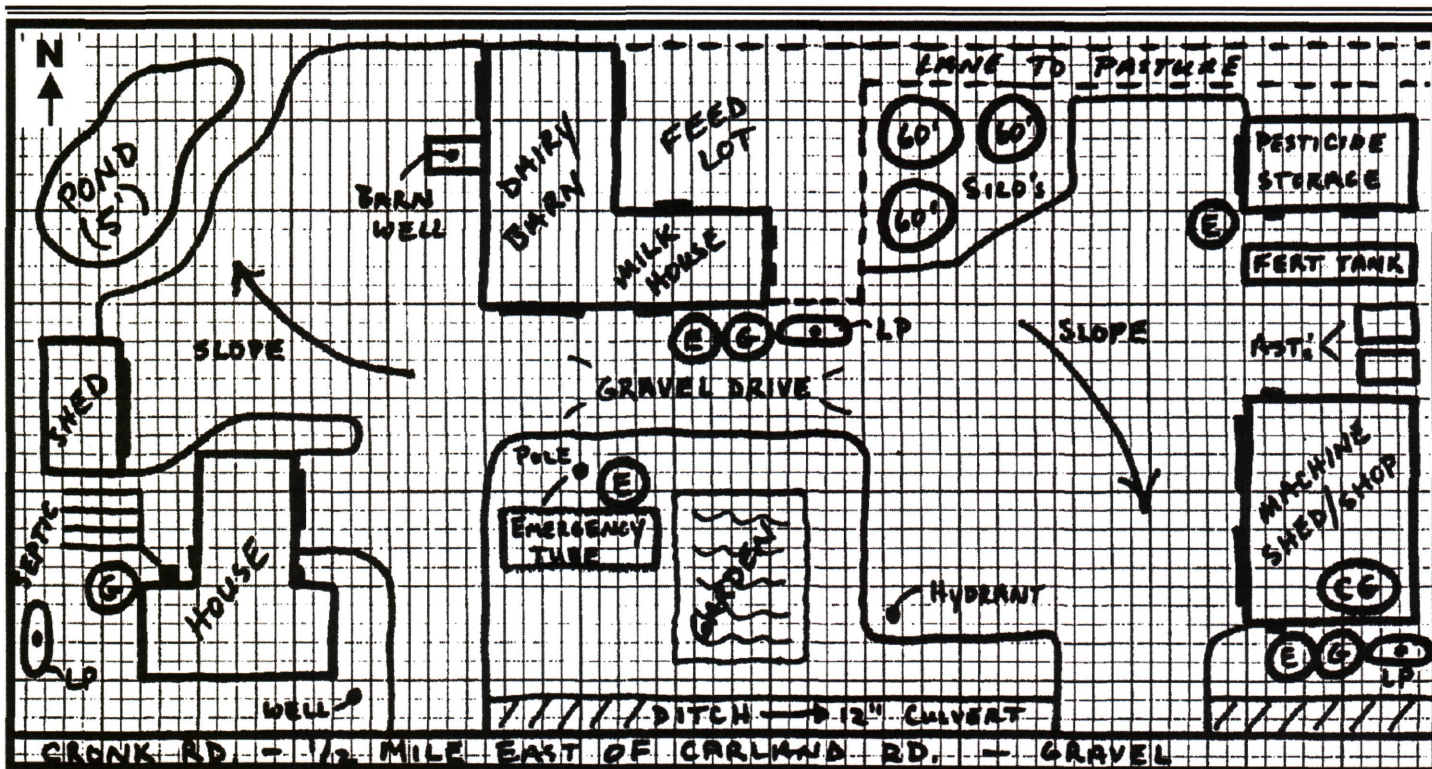 N
LANE TO PASTURE
POND
(5')
BARN
WELL
DAIRY
BARN
FEED
LOT
MILK
HOUSE
60'
60'
60'
SILO'S
PESTICIDE
STORAGE
E
FERT TANK
SLOPE
E
G
LP
SLOPE
AST'S
GRAVEL DRIVE
SHED
POLE
E
EMERGENCY
TUBE
GARDEN
MACHINE
SHED/SHOP
CG
SEPTIC
G
HOUSE
LP
HYDRANT
E
G
LP
WELL
DITCH → 12" CULVERT
CRONK RD. - 1/2 MILE EAST OF CARLAND RD. - GRAVEL